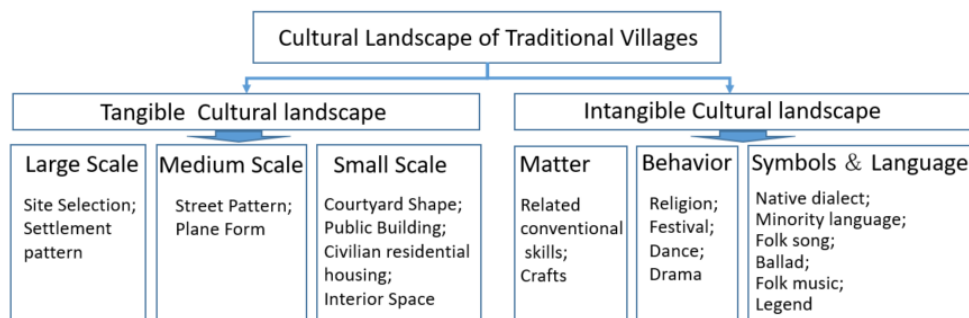 Cultural Landscape of Traditional Villages
Tangible Cultural landscape
Intangible Cultural landscape
Large Scale
Site Selection;
Settlement
pattern
Medium Scale
Street Pattern;
Plane Form
Small Scale
Courtyard Shape;
Public Building;
Civilian residential
housing;
Interior Space
Matter
Related
conventional
skills;
Crafts
Behavior
Religion;
Festival;
Dance;
Drama
Symbols & Language
Native dialect;
Minority language;
Folk song;
Ballad;
Folk music;
Legend